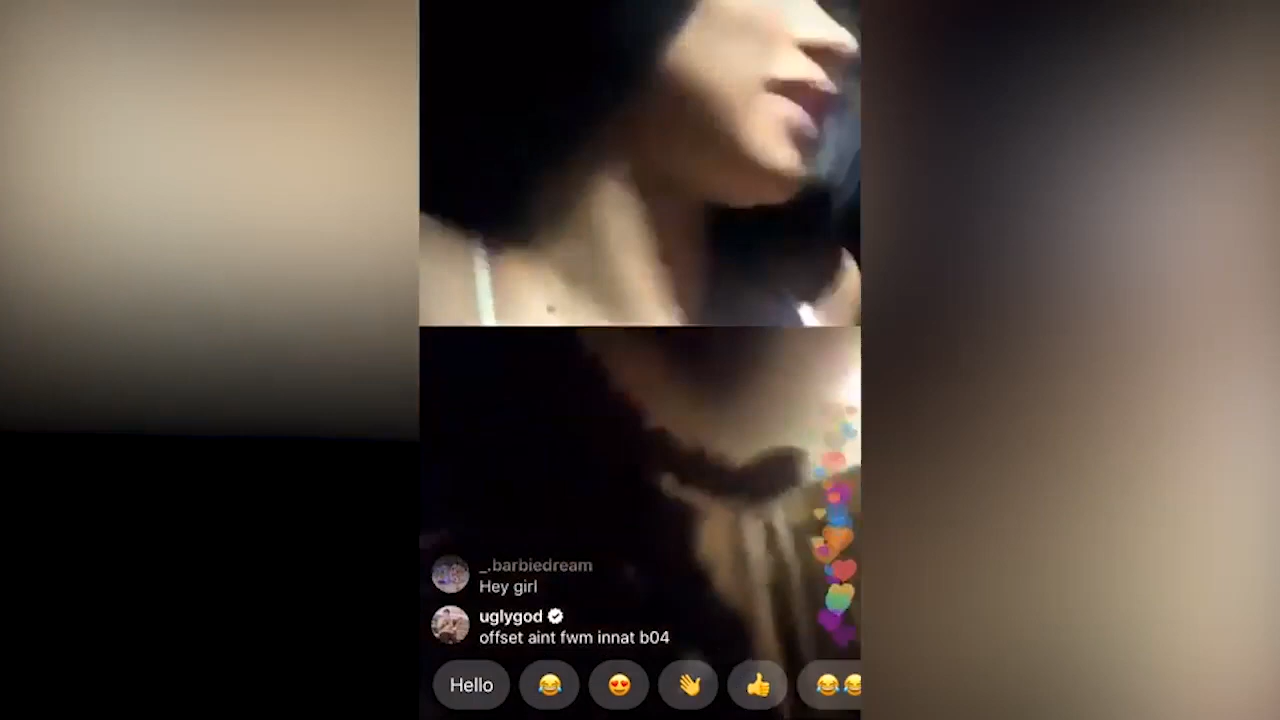 _.barbiedream
Hey girl
uglygod
offset aint fwm innat b04
Hello